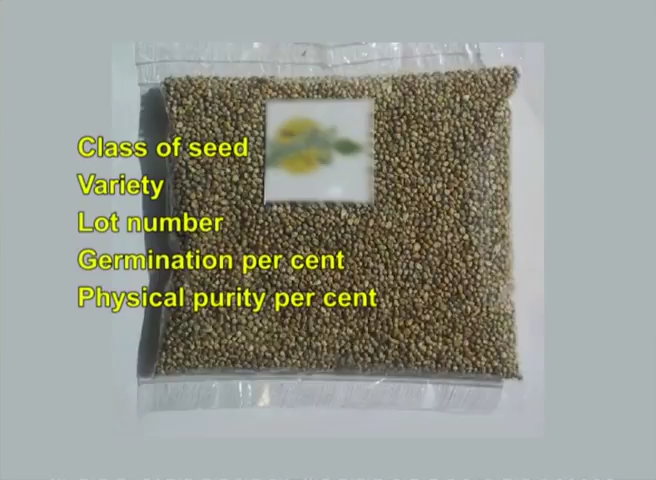 Class of seed
Variety
Lot number
Germination per cent
Physical purity per cent